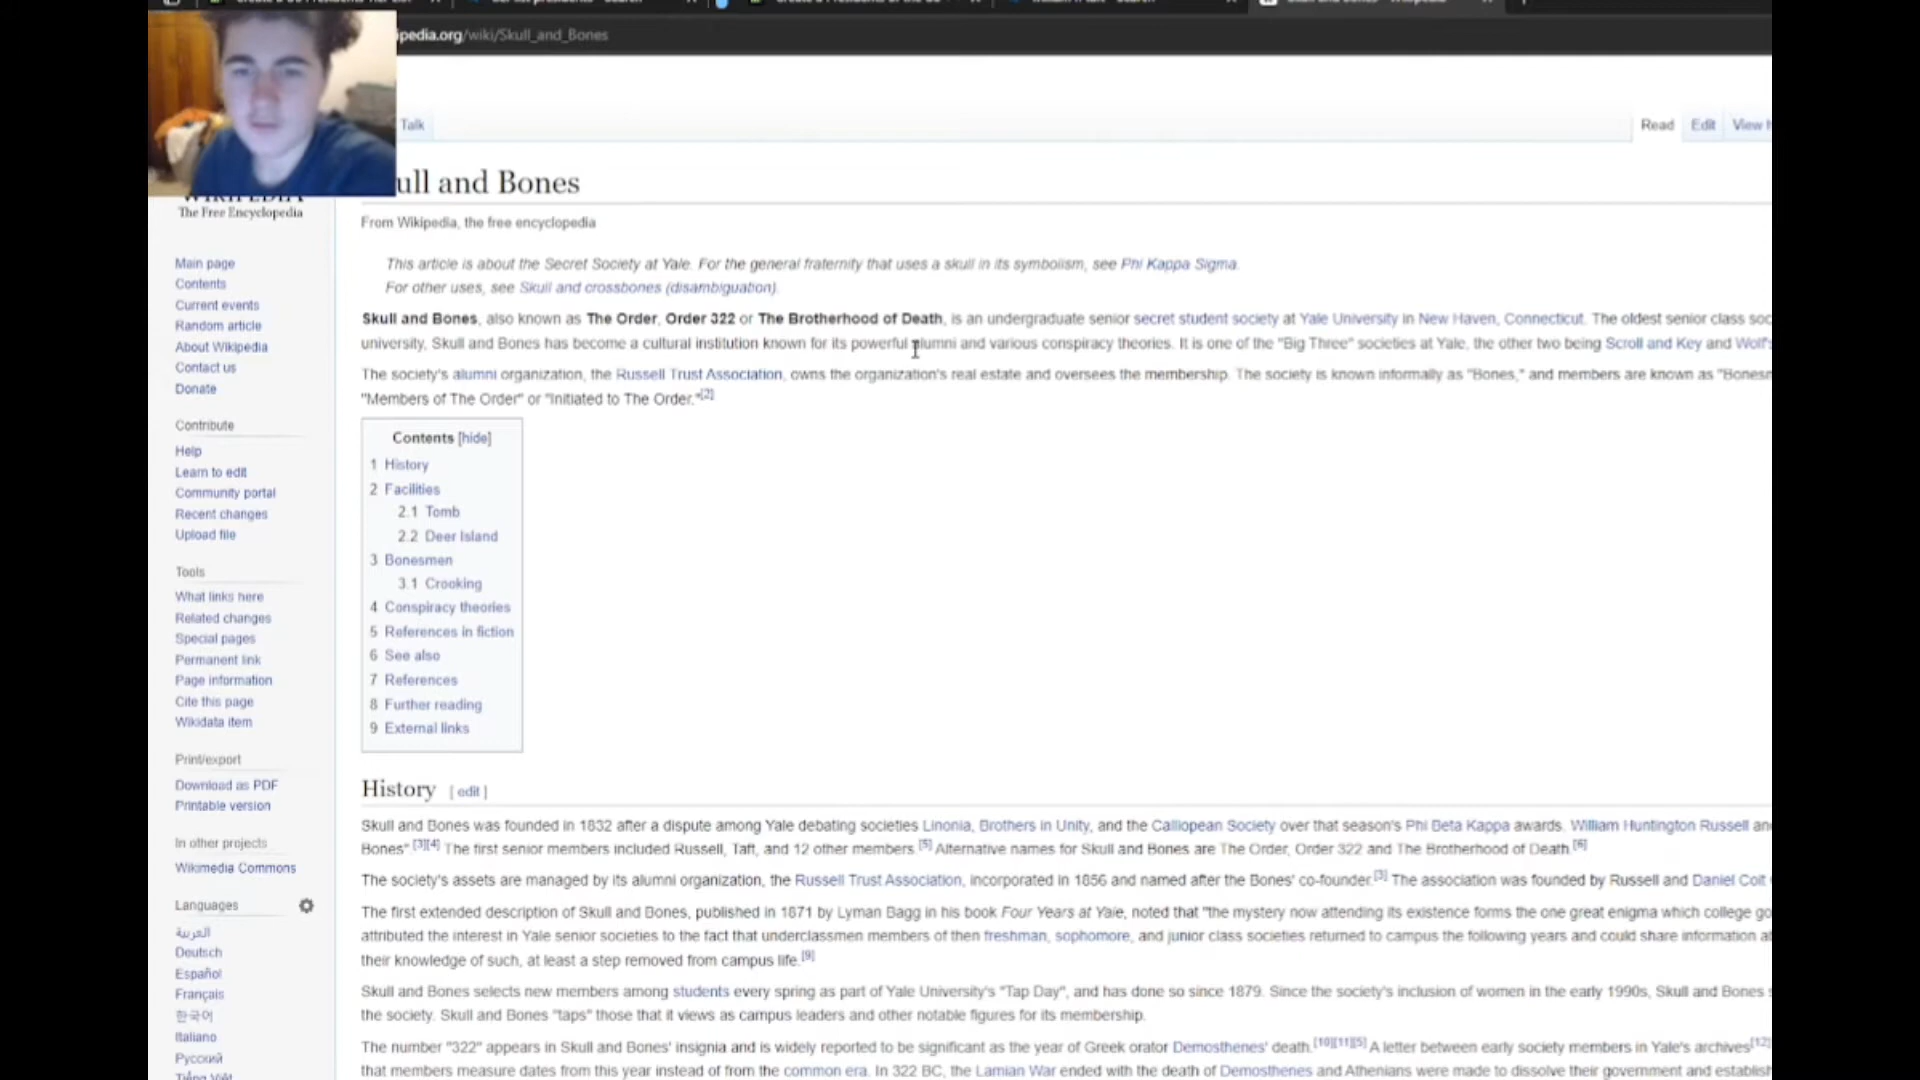 ipedia.org/wiki/Skull_and_Bones
Talk
Read Edit View
ull and Bones
The Free Encyclopedia
From Wikipedia, the free encyclopedia
This article is about the Secret Society at Yale. For the general fraternity that uses a skull in its symbolism, see Phi Kappa Sigma.
For other uses, see Skull and crossbones (disambiguation).
Skull and Bones, also known as The Order, Order 322 or The Brotherhood of Death, is an undergraduate senior secret student society at Yale University in New Haven, Connecticut. The oldest senior class soc
university, Skull and Bones has become a cultural institution known for its powerful alumni and various conspiracy theories. It is one of the "Big Three" societies at Yale, the other two being Scroll and Key and Wolf's
The society's alumni organization, the Russell Trust Association, owns the organization's real estate and oversees the membership. The society is known informally as "Bones," and members are known as "Bonesm
"Members of The Order" or "Initiated to The Order."[2]
Main page
Contents
Current events
Random article
About Wikipedia
Contact us
Donate
Contribute
Help
Learn to edit
Community portal
Recent changes
Upload file
Tools
What links here
Related changes
Special pages
Permanent link
Page information
Cite this page
Wikidata item
Print/export
Download as PDF
Printable version
In other projects
Wikimedia Commons
Languages
العربية
Deutsch
Español
Français
한국어
Italiano
Русский
Tiếng Việt
Contents [hide]
1 History
2 Facilities
2.1 Tomb
2.2 Deer Island
3 Bonesmen
3.1 Crooking
4 Conspiracy theories
5 References in fiction
6 See also
7 References
8 Further reading
9 External links
History [ edit ]
Skull and Bones was founded in 1832 after a dispute among Yale debating societies Linonia, Brothers in Unity, and the Calliopean Society over that season's Phi Beta Kappa awards. William Huntington Russell an
Bones" [3][4] The first senior members included Russell, Taft, and 12 other members.[5] Alternative names for Skull and Bones are The Order, Order 322 and The Brotherhood of Death.[6]
The society's assets are managed by its alumni organization, the Russell Trust Association, incorporated in 1856 and named after the Bones' co-founder.[3] The association was founded by Russell and Daniel Coit
The first extended description of Skull and Bones, published in 1871 by Lyman Bagg in his book Four Years at Yale, noted that "the mystery now attending its existence forms the one great enigma which college go
attributed the interest in Yale senior societies to the fact that underclassmen members of then freshman, sophomore, and junior class societies returned to campus the following years and could share information a
their knowledge of such, at least a step removed from campus life.[9]
Skull and Bones selects new members among students every spring as part of Yale University's "Tap Day", and has done so since 1879. Since the society's inclusion of women in the early 1990s, Skull and Bones s
the society. Skull and Bones "taps" those that it views as campus leaders and other notable figures for its membership.
The number "322" appears in Skull and Bones' insignia and is widely reported to be significant as the year of Greek orator Demosthenes' death.[10][11][5] A letter between early society members in Yale's archives[12]
that members measure dates from this year instead of from the common era. In 322 BC, the Lamian War ended with the death of Demosthenes and Athenians were made to dissolve their government and establish